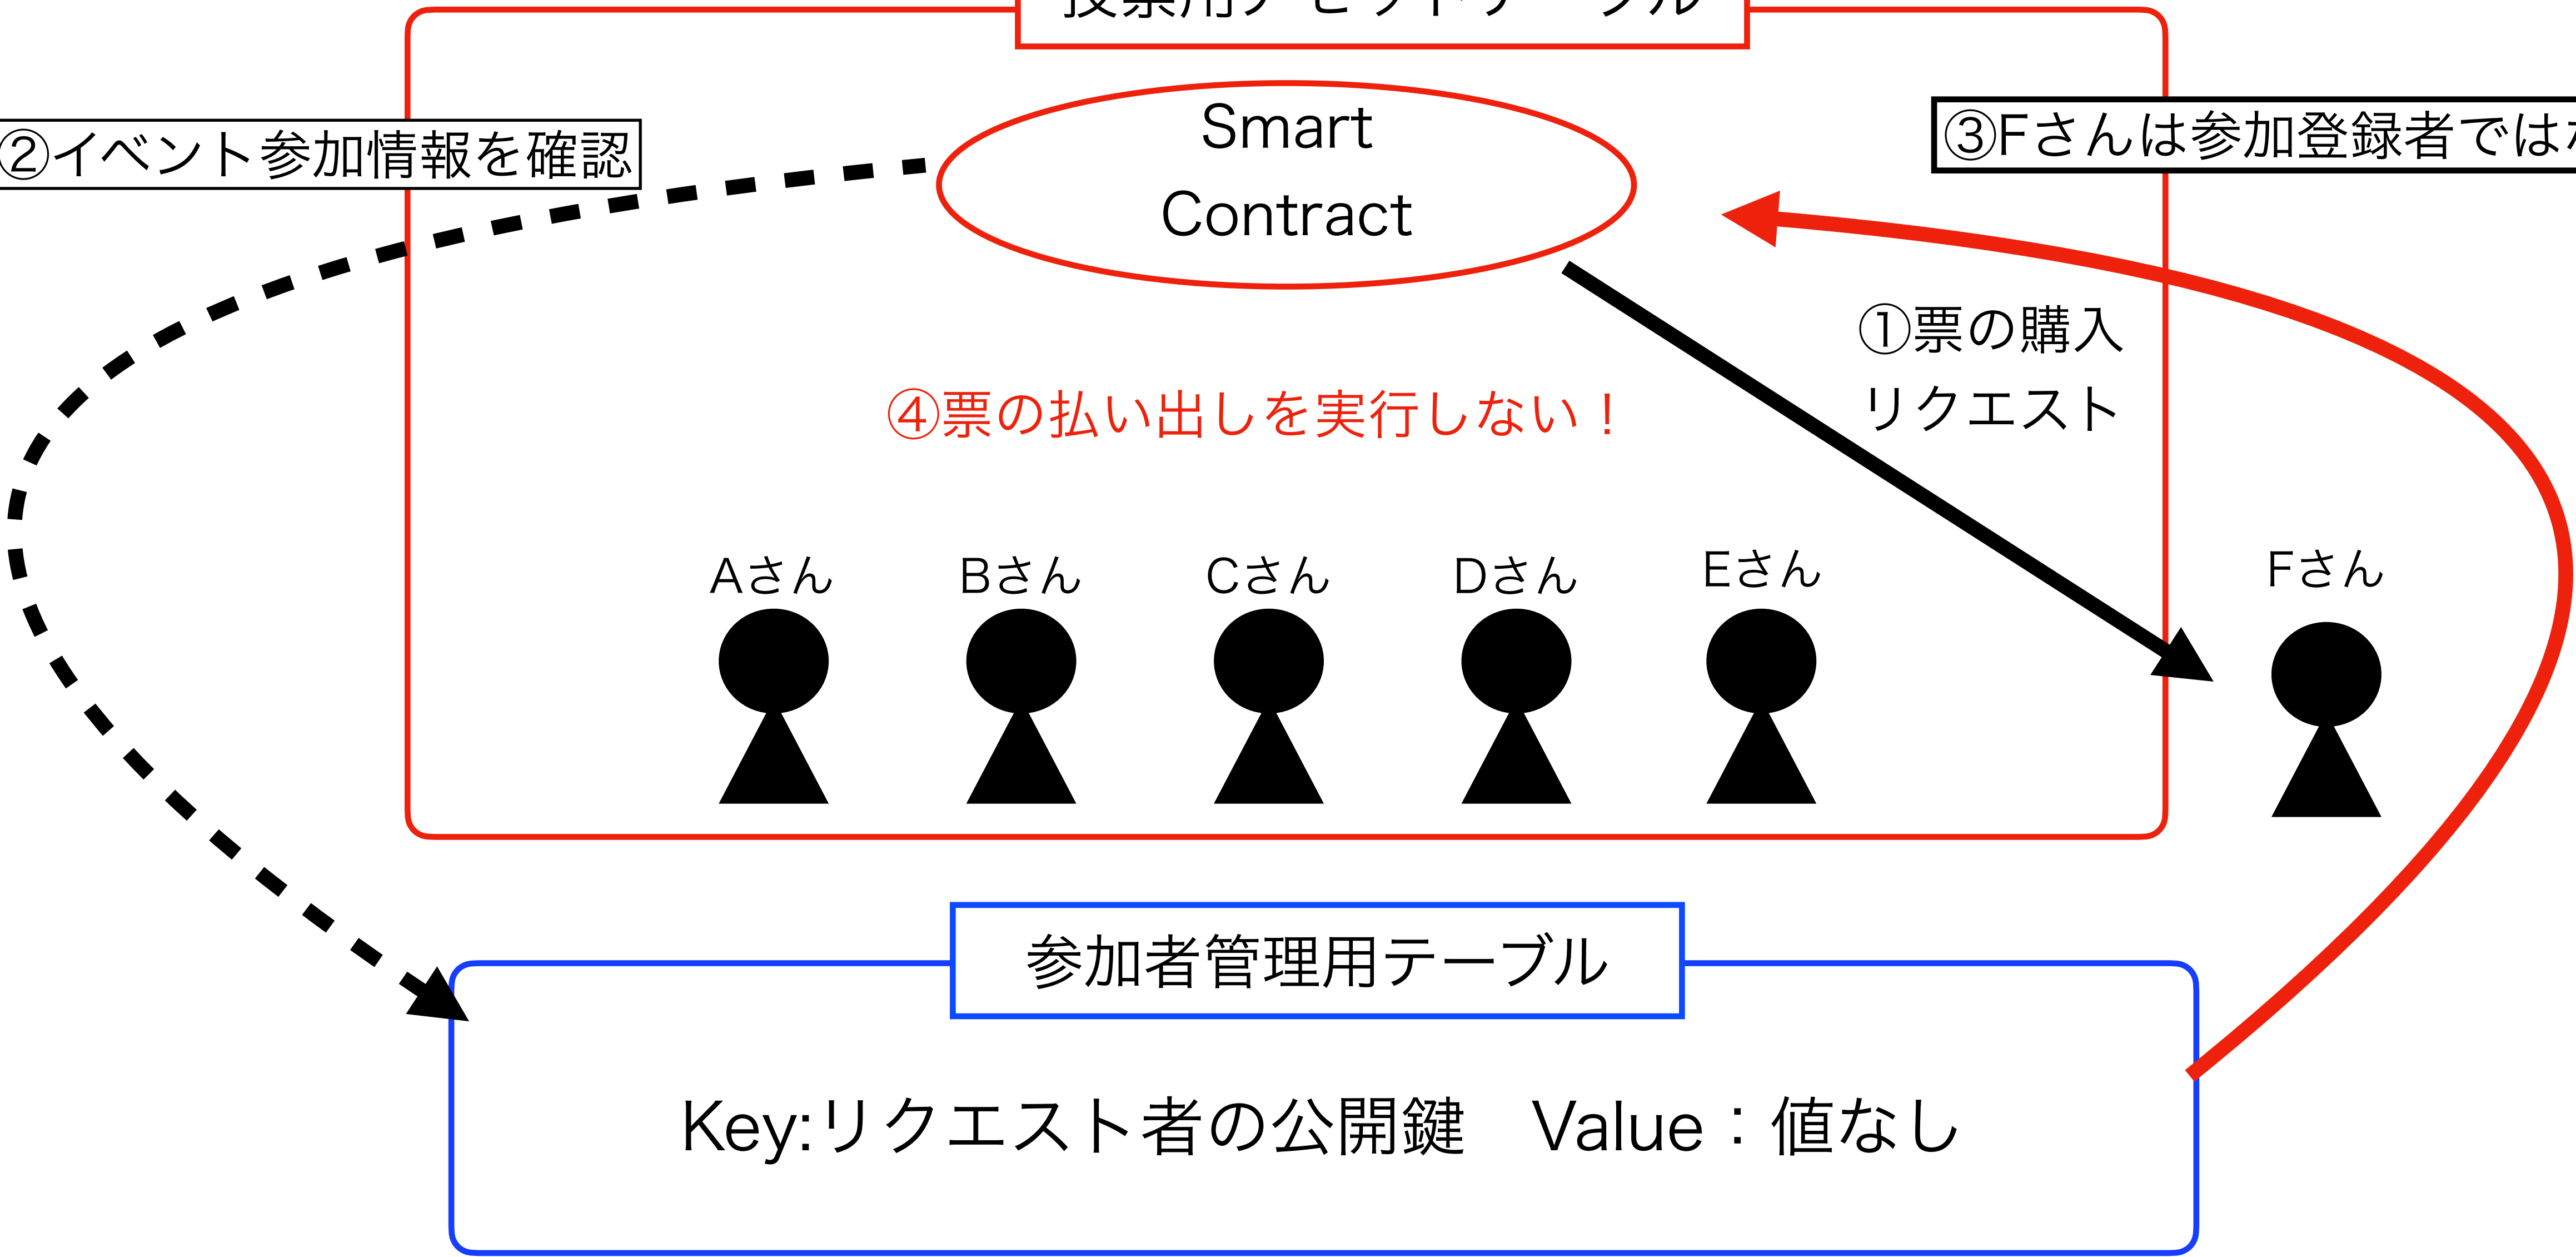 Smart
Contract
②イベント参加情報を確認
③Fさんは参加登録者では
①票の購入
リクエスト
④票の払い出しを実行しない！
Aさん
Bさん
Cさん
Dさん
Eさん
Fさん
参加者管理用テーブル
Key:リクエスト者の公開鍵　Value：値なし